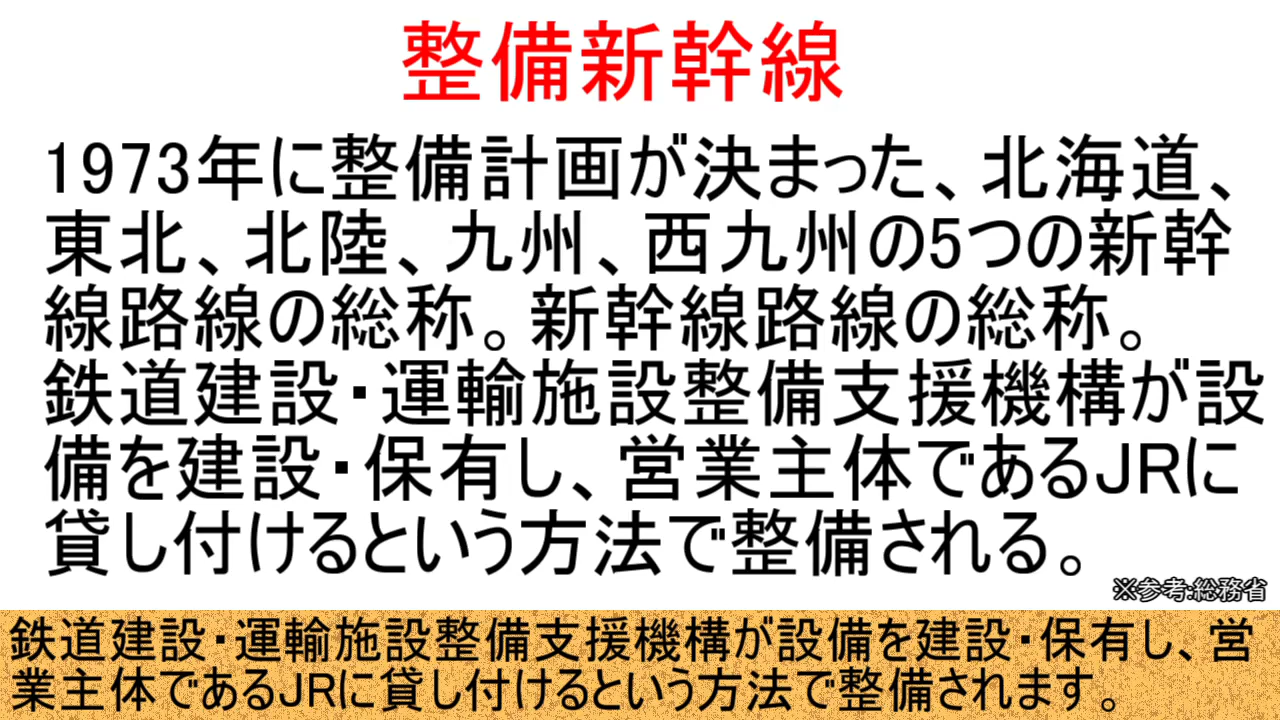 整備新幹線
1973年に整備計画が決まった、北海道、
東北、北陸、九州、西九州の5つの新幹
線路線の総称。新幹線路線の総称。
鉄道建設・運輸施設整備支援機構が設
備を建設・保有し、営業主体であるJRに
貸し付けるという方法で整備される。
※参考:総務省
鉄道建設・運輸施設整備支援機構が設備を建設・保有し、営
業主体であるJRに貸し付けるという方法で整備されます。